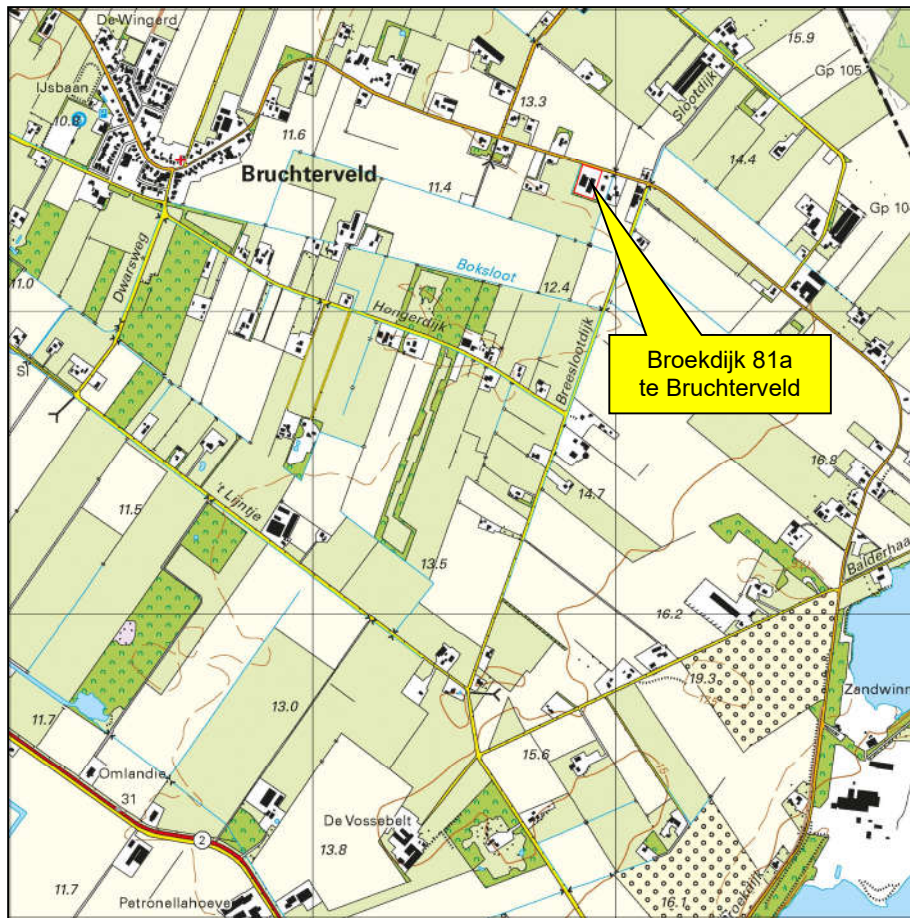 De Wingerd
15.9
Gp 105
IJsbaan
10.8
13.3
Slootdijk
11.6
14.4
Bruchterveld
11.4
Gp 10
Dwarsweg
Boksloot
12.4
11.0
Hongerdijk
Breeslootdijk
Broekdijk 81a
te Bruchterveld
Sl
16.9
't Lijntje
14.7
11.5
13.5
Balderhaa
16.2
19.3
Zandwinn
13.0
11.7
15.6
15
Omlandie
31
2
De Vossebelt
13.8
11.7
16.1
Broekdijk
Petronellahoeve